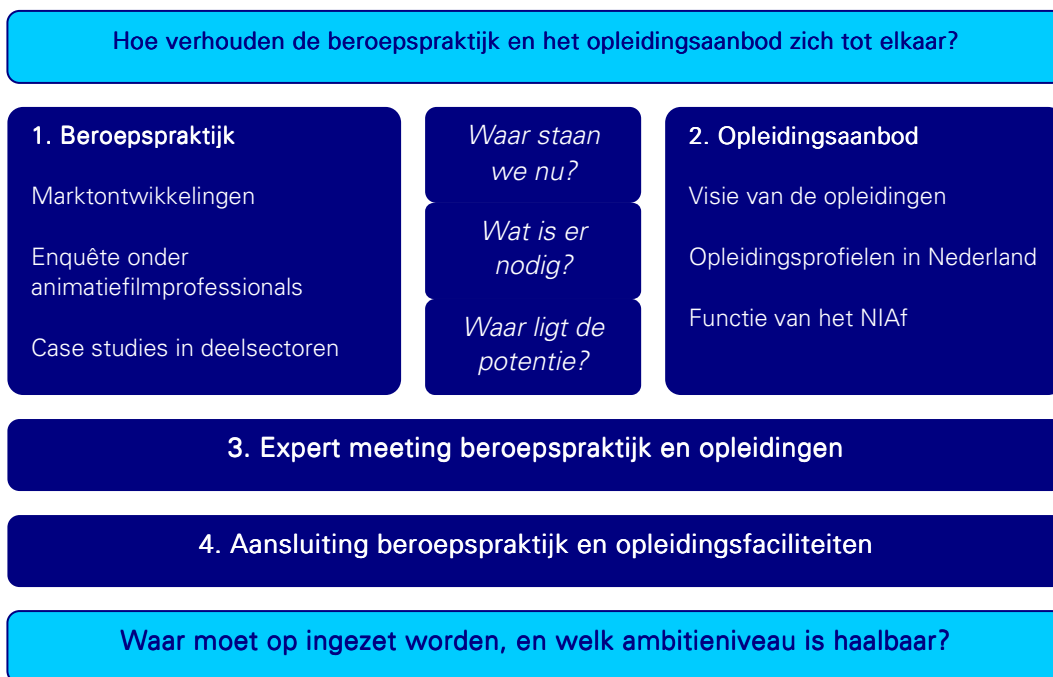 Hoe verhouden de beroepspraktijk en het opleidingsaanbod zich tot elkaar?
1. Beroepspraktijk
Marktontwikkelingen
Enquête onder
animatiefilmprofessionals
Case studies in deelsectoren
Waar staan
we nu?
Wat is er
nodig?
Waar ligt de
potentie?
2. Opleidingsaanbod
Visie van de opleidingen
Opleidingsprofielen in Nederland
Functie van het NIAf
3. Expert meeting beroepspraktijk en opleidingen
4. Aansluiting beroepspraktijk en opleidingsfaciliteiten
Waar moet op ingezet worden, en welk ambitieniveau is haalbaar?